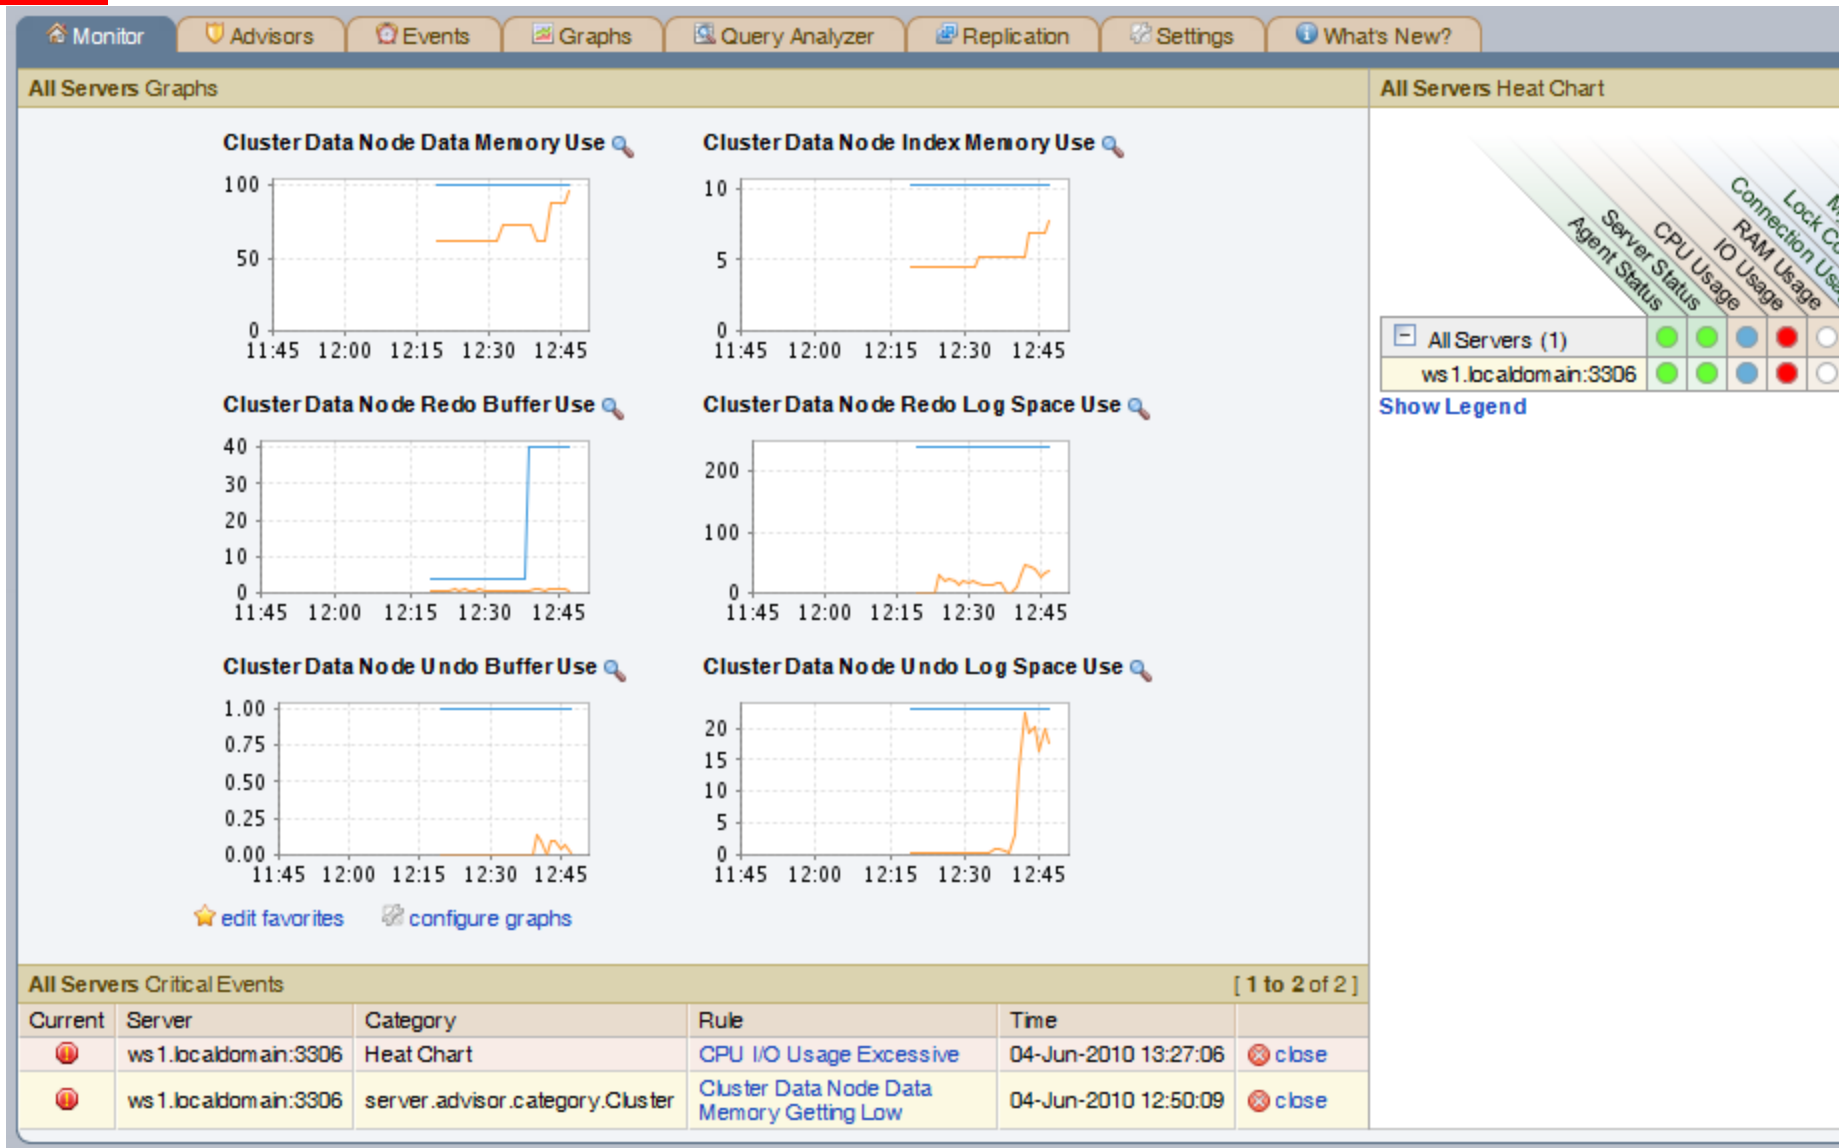 Monitor
Advisors
Events
Graphs
Query Analyzer
Replication
Settings
What's New?
All Servers Graphs
All Servers Heat Chart
Cluster Data Node Data Memory Use
100
50
0
11:45 12:00 12:15 12:30 12:45
Cluster Data Node Index Memory Use
10
5
0
11:45 12:00 12:15 12:30 12:45
Cluster Data Node Redo Buffer Use
40
30
20
10
0
11:45 12:00 12:15 12:30 12:45
Cluster Data Node Redo Log Space Use
200
100
0
11:45 12:00 12:15 12:30 12:45
Cluster Data Node Undo Buffer Use
1.00
0.75
0.50
0.25
0.00
11:45 12:00 12:15 12:30 12:45
Cluster Data Node Undo Log Space Use
20
15
10
5
0
11:45 12:00 12:15 12:30 12:45
edit favorites
configure graphs
Agent Status
Server Status
CPU Usage
IO Usage
RAM Usage
Connection
Lock
All Servers (1)
ws1.localdomain:3306
Show Legend
All Servers Critical Events
[ 1 to 2 of 2 ]
Current Server Category Rule Time
ws1.localdomain:3306 Heat Chart CPU I/O Usage Excessive 04-Jun-2010 13:27:06 close
ws1.localdomain:3306 server.advisor.category.Cluster Cluster Data Node Data
Memory Getting Low 04-Jun-2010 12:50:09 close